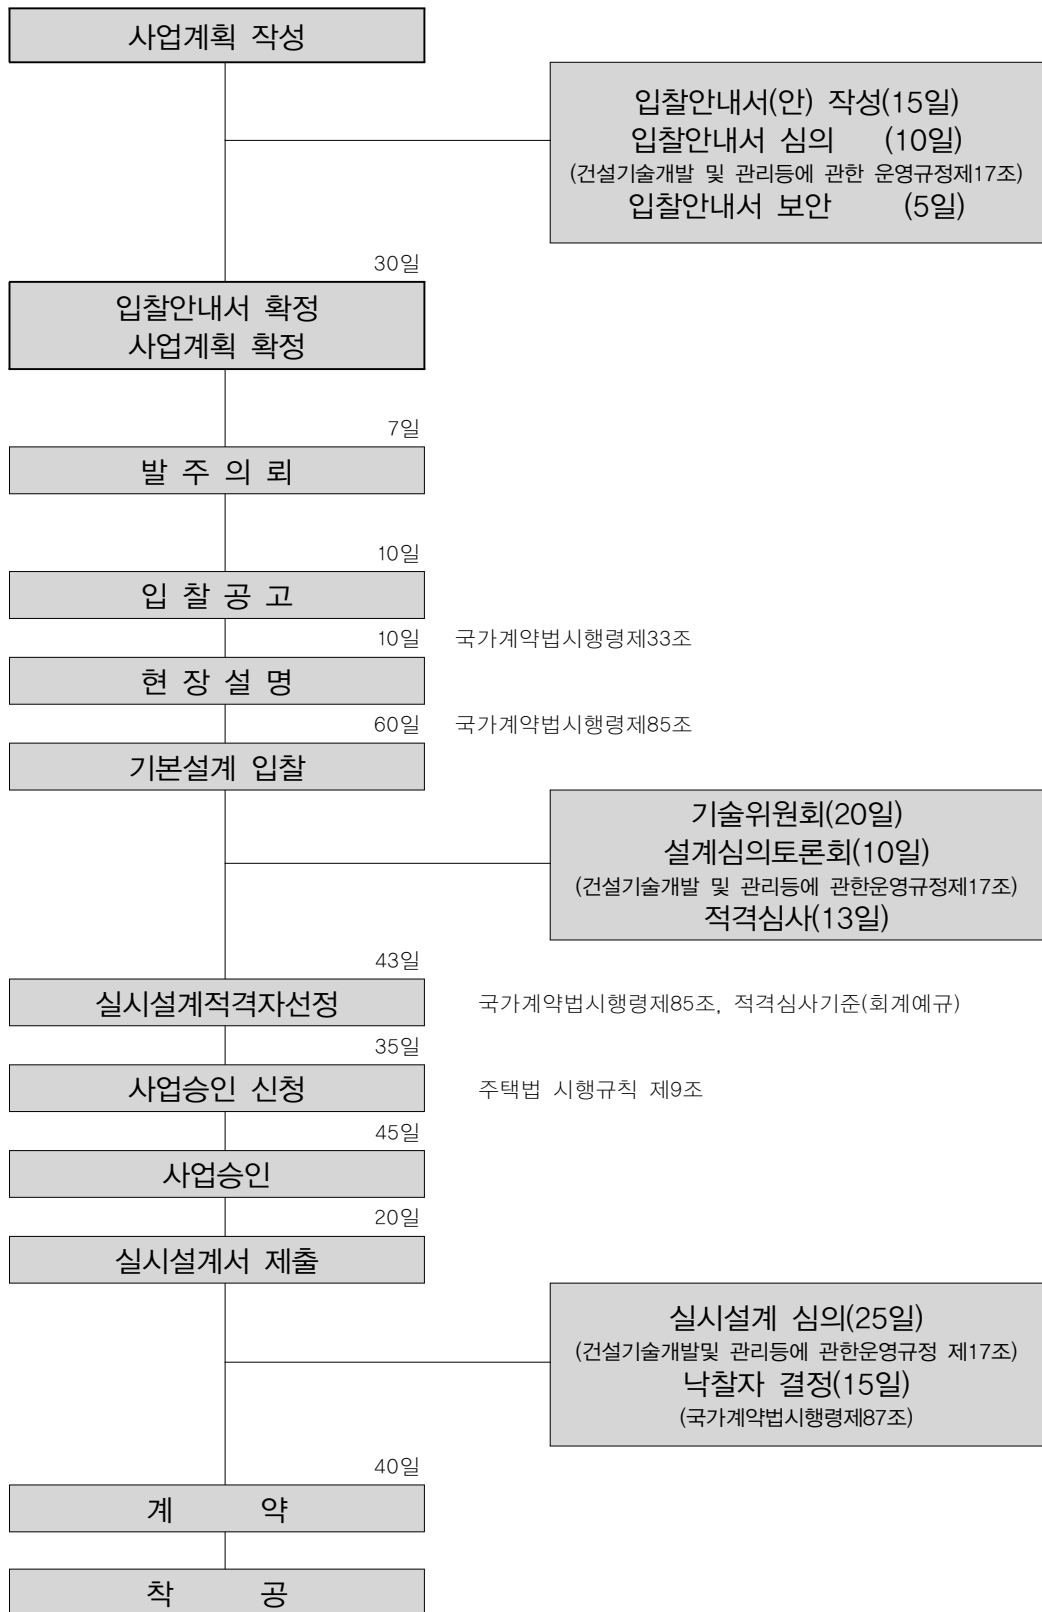 사업계획 작성
입찰안내서(안) 작성(15일)
입찰안내서 심의 (10일)
(건설기술개발 및 관리등에 관한 운영규정제17조)
입찰안내서 보안 (5일)
30일
입찰안내서 확정
사업계획 확정
7일
발 주 의 뢰
10일
입 찰 공 고
10일 국가계약법시행령제33조
현 장 설 명
60일 국가계약법시행령제85조
기본설계 입찰
기술위원회(20일)
설계심의토론회(10일)
(건설기술개발 및 관리등에 관한운영규정제17조)
적격심사(13일)
43일
실시설계적격자선정 국가계약법시행령제85조, 적격심사기준(회계예규)
35일
사업승인 신청 주택법 시행규칙 제9조
45일
사업승인
20일
실시설계서 제출
실시설계 심의(25일)
(건설기술개발및 관리등에 관한운영규정 제17조)
낙찰자 결정(15일)
(국가계약법시행령제87조)
40일
계 약
착 공